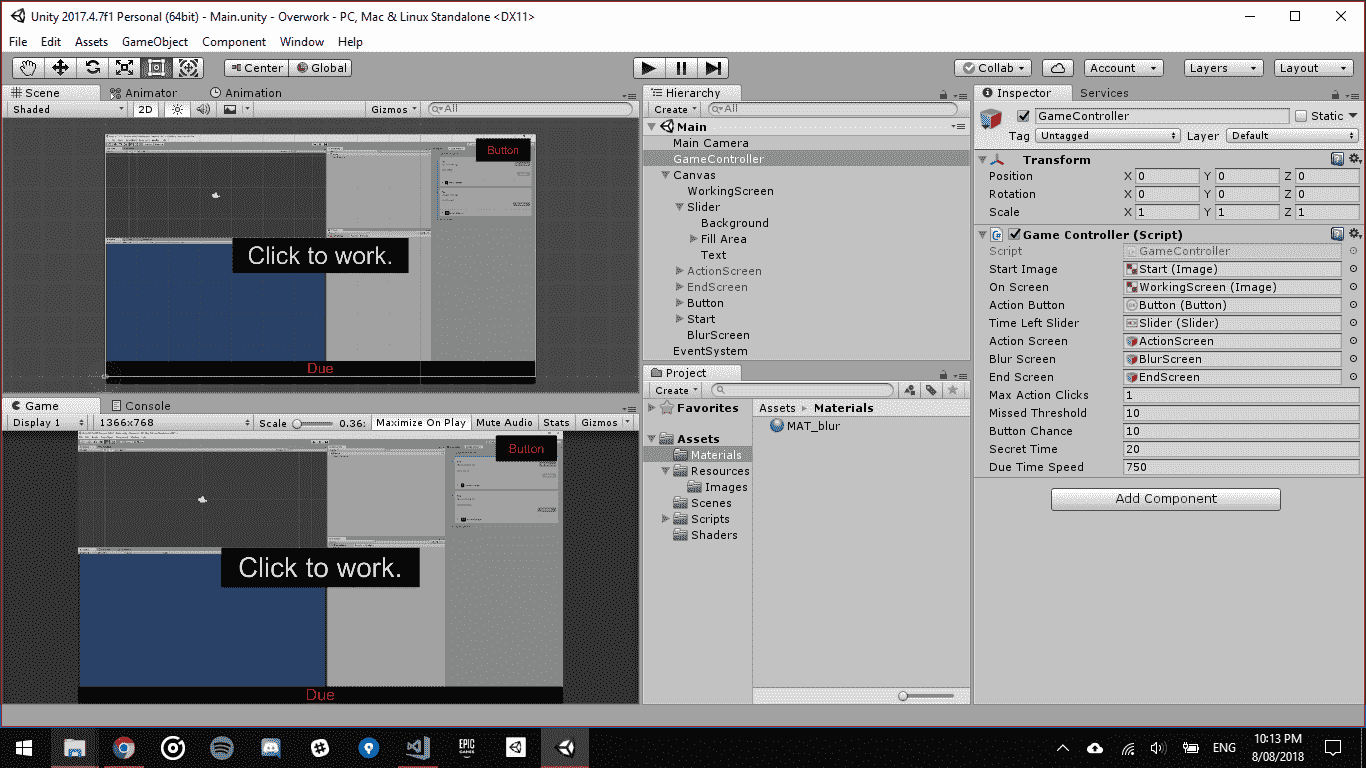 Unity 2017.4.7f1 Personal (64bit) - Main.unity - Overwork - PC, Mac & Linux Standalone <DX11>
File Edit Assets GameObject Component Window Help
Center Global
Collab Account Layers Layout
Scene Animator Animation
Shaded 2D Gizmos All
Button
Click to work.
Due
Game Console
Display 1 1366x768 Scale 0.36: Maximize On Play Mute Audio Stats Gizmos
Button
Click to work.
Due
Hierarchy
Create All
Main
Main Camera
GameController
Canvas
WorkingScreen
Slider
Background
Fill Area
Text
ActionScreen
EndScreen
Button
Start
BlurScreen
EventSystem
Project
Create
Favorites
Assets
Materials
Resources
Images
Scenes
Scripts
Shaders
Assets Materials
MAT_blur
Inspector Services
GameController Static
Tag Untagged Layer Default
Transform
Position X 0 Y 0 Z 0
Rotation X 0 Y 0 Z 0
Scale X 1 Y 1 Z 1
Game Controller (Script)
Script GameController
Start Image Start (Image)
On Screen WorkingScreen (Image)
Action Button Button (Button)
Time Left Slider Slider (Slider)
Action Screen ActionScreen
Blur Screen BlurScreen
End Screen EndScreen
Max Action Clicks 1
Missed Threshold 10
Button Chance 10
Secret Time 20
Due Time Speed 750
Add Component
EPIC
GAMES
ENG
10:13 PM
8/08/2018